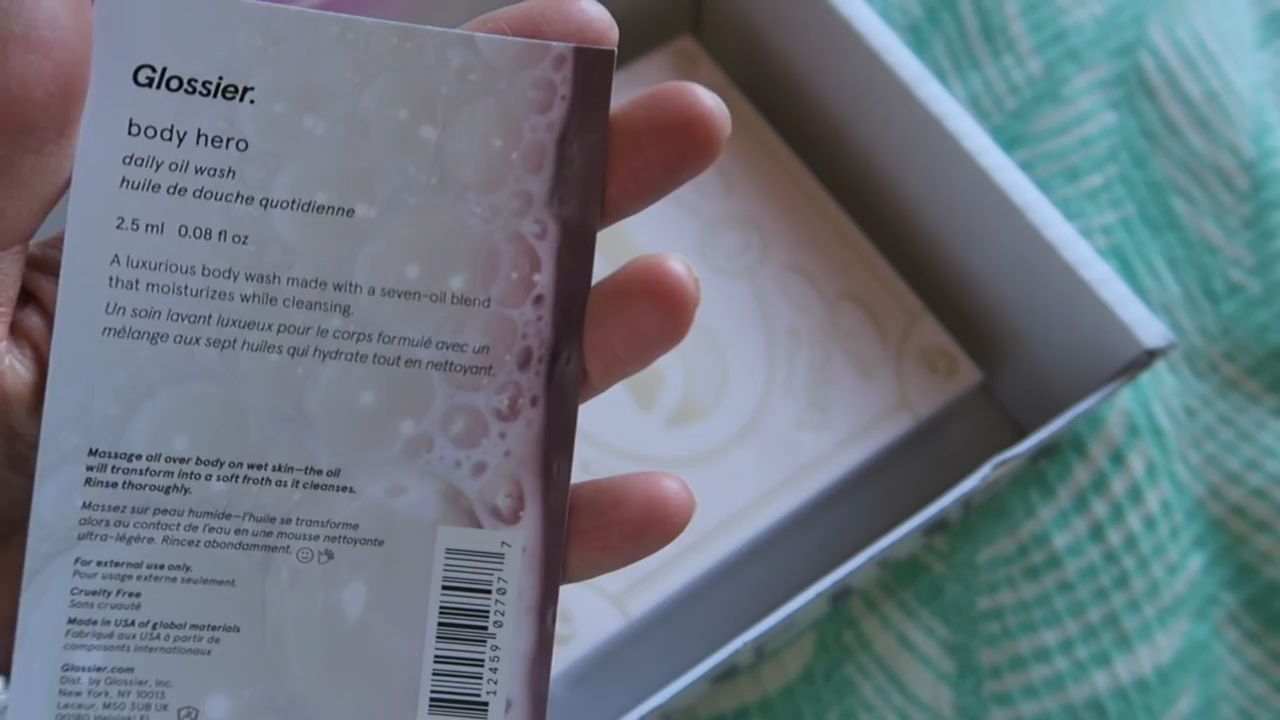 Glossier.
body hero
daily oil wash
huile de douche quotidienne
2.5 ml 0.08 fl oz
A luxurious body wash made with a seven-oil blend
that moisturizes while cleansing.
Un soin lavant luxueux pour le corps formulé avec un
mélange aux sept huiles qui hydrate tout en nettoyant.
Massage all over body on wet skin—the oil
will transform into a soft froth as it cleanses.
Rinse thoroughly.
Massez sur peau humide—l'huile se transforme
alors au contact de l'eau en une mousse nettoyante
ultra-légère. Rincez abondamment.
For external use only.
Pour usage externe seulement.
Cruelty Free
Sans cruauté
Made in USA of global materials
Fabriqué aux USA à partir de
composants internationaux
Glossier.com
Dist. by Glossier, Inc.
New York, NY 10013
Leceur, M50 3UB UK
12459 02707 7